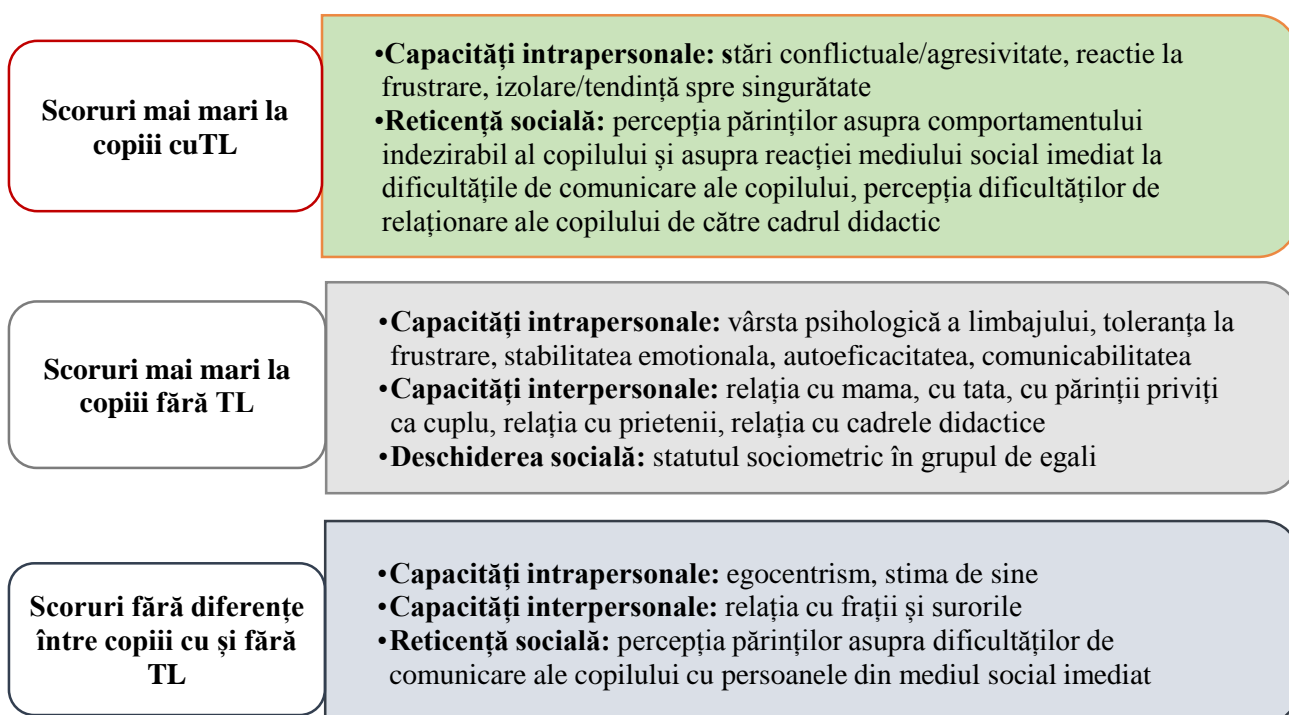 Scoruri mai mari la
copiii cuTL
•Capacități intrapersonale: stări conflictuale/agresivitate, reactie la
frustrare, izolare/tendință spre singurătate
•Reticență socială: percepția părinților asupra comportamentului
indezirabil al copilului și asupra reacției mediului social imediat la
dificultățile de comunicare ale copilului, percepția dificultăților de
relaționare ale copilului de către cadrul didactic
Scoruri mai mari la
copiii fără TL
•Capacități intrapersonale: vârsta psihologică a limbajului, toleranța la
frustrare, stabilitatea emotionala, autoeficacitatea, comunicabilitatea
•Capacități interpersonale: relația cu mama, cu tata, cu părinții priviți
ca cuplu, relația cu prietenii, relația cu cadrele didactice
•Deschiderea socială: statutul sociometric în grupul de egali
Scoruri fără diferențe
între copiii cu și fără
TL
•Capacități intrapersonale: egocentrism, stima de sine
•Capacități interpersonale: relația cu frații și surorile
•Reticență socială: percepția părinților asupra dificultăților de
comunicare ale copilului cu persoanele din mediul social imediat